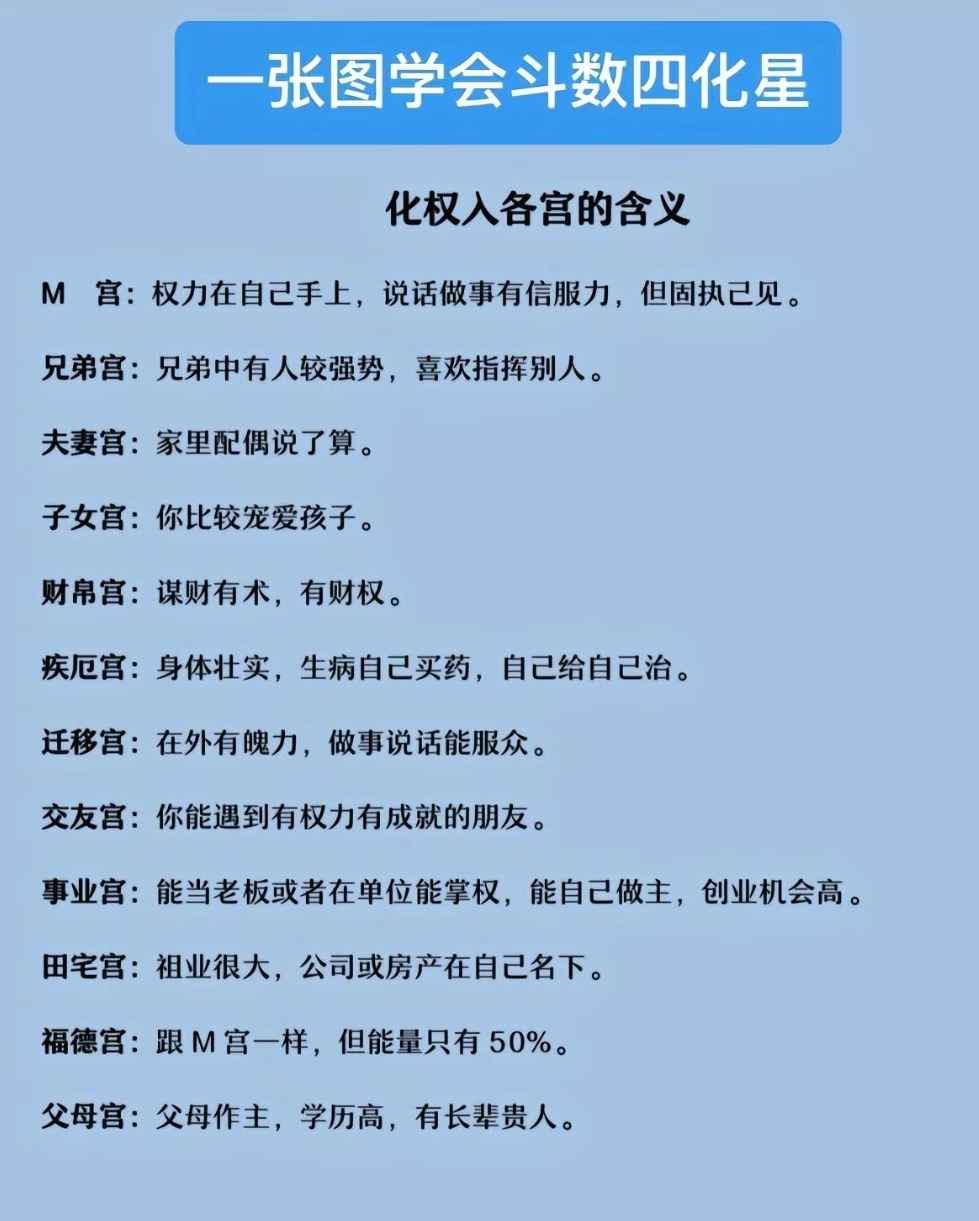 一张图学会斗数四化星
化权入各宫的含义
M 宫：权力在自己手上，说话做事有信服力，但固执己见。
兄弟宫：兄弟中有人较强势，喜欢指挥别人。
夫妻宫：家里配偶说了算。
子女宫：你比较宠爱孩子。
财帛宫：谋财有术，有财权。
疾厄宫：身体壮实，生病自己买药，自己给自己治。
迁移宫：在外有魄力，做事说话能服众。
交友宫：你能遇到有权力有成就的朋友。
事业宫：能当老板或者在单位能掌权，能自己做主，创业机会高。
田宅宫：祖业很大，公司或房产在自己名下。
福德宫：跟 M 宫一样，但能量只有 50%。
父母宫：父母作主，学历高，有长辈贵人。